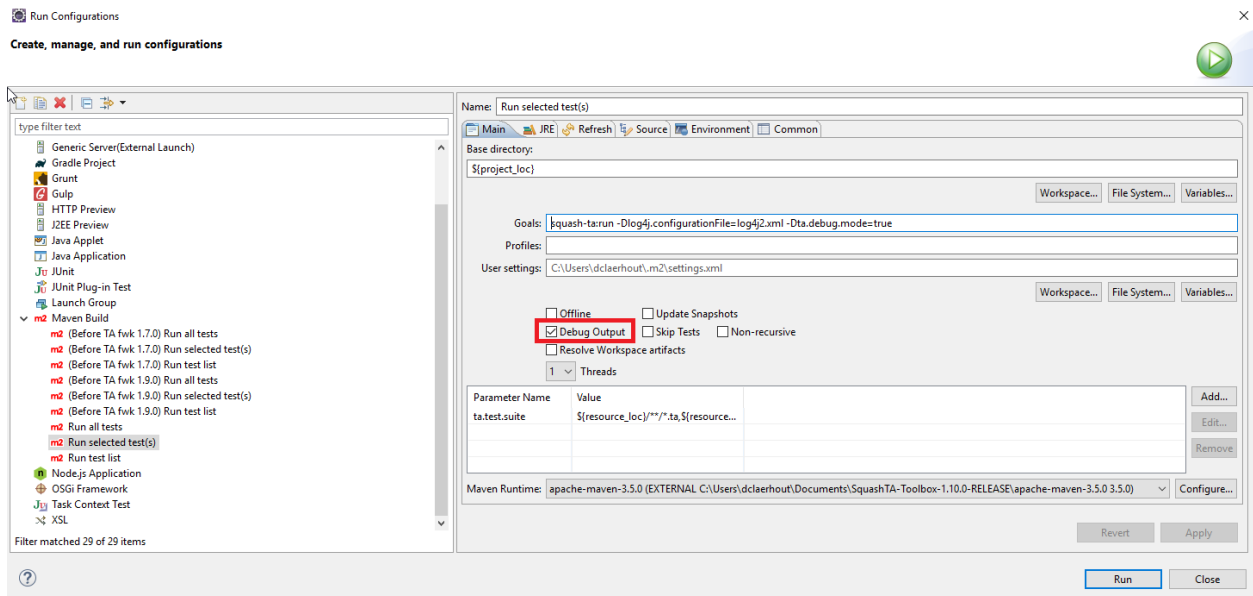 Run Configurations
Create, manage, and run configurations
type filter text
Generic Server(External Launch)
Gradle Project
Grunt
Gulp
HTTP Preview
J2EE Preview
Java Applet
Java Application
JUnit
JUnit Plug-in Test
Launch Group
Maven Build
(Before TA fwk 1.7.0) Run all tests
(Before TA fwk 1.7.0) Run selected test(s)
(Before TA fwk 1.7.0) Run test list
(Before TA fwk 1.9.0) Run all tests
(Before TA fwk 1.9.0) Run selected test(s)
(Before TA fwk 1.9.0) Run test list
Run all tests
Run selected test(s)
Run test list
Node.js Application
OSGi Framework
Task Context Test
XSL
Filter matched 29 of 29 items
Name: Run selected test(s)
Main JRE Refresh Source Environment Common
Base directory:
${project_loc}
Workspace... File System... Variables...
Goals: squash-ta:run -Dlog4j.configurationFile=log4j2.xml -Dta.debug.mode=true
Profiles:
User settings: C:\Users\dclaerhout\.m2\settings.xml
Workspace... File System... Variables...
Offline Update Snapshots
Debug Output Skip Tests Non-recursive
Resolve Workspace artifacts
1 Threads
Parameter Name Value
ta.test.suite ${resource_loc}/**/*.ta,${resource...
Add...
Edit...
Remove
Maven Runtime: apache-maven-3.5.0 (EXTERNAL C:\Users\dclaerhout\Documents\SquashTA-Toolbox-1.10.0-RELEASE\apache-maven-3.5.0 3.5.0) Configure...
Revert Apply
Run Close